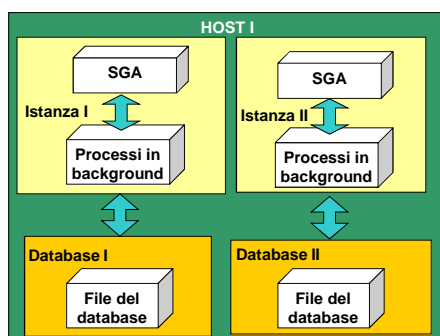 HOST I
SGA
Istanza I
Processi in
background
Database I
File del
database
SGA
Istanza II
Processi in
background
Database II
File del
database